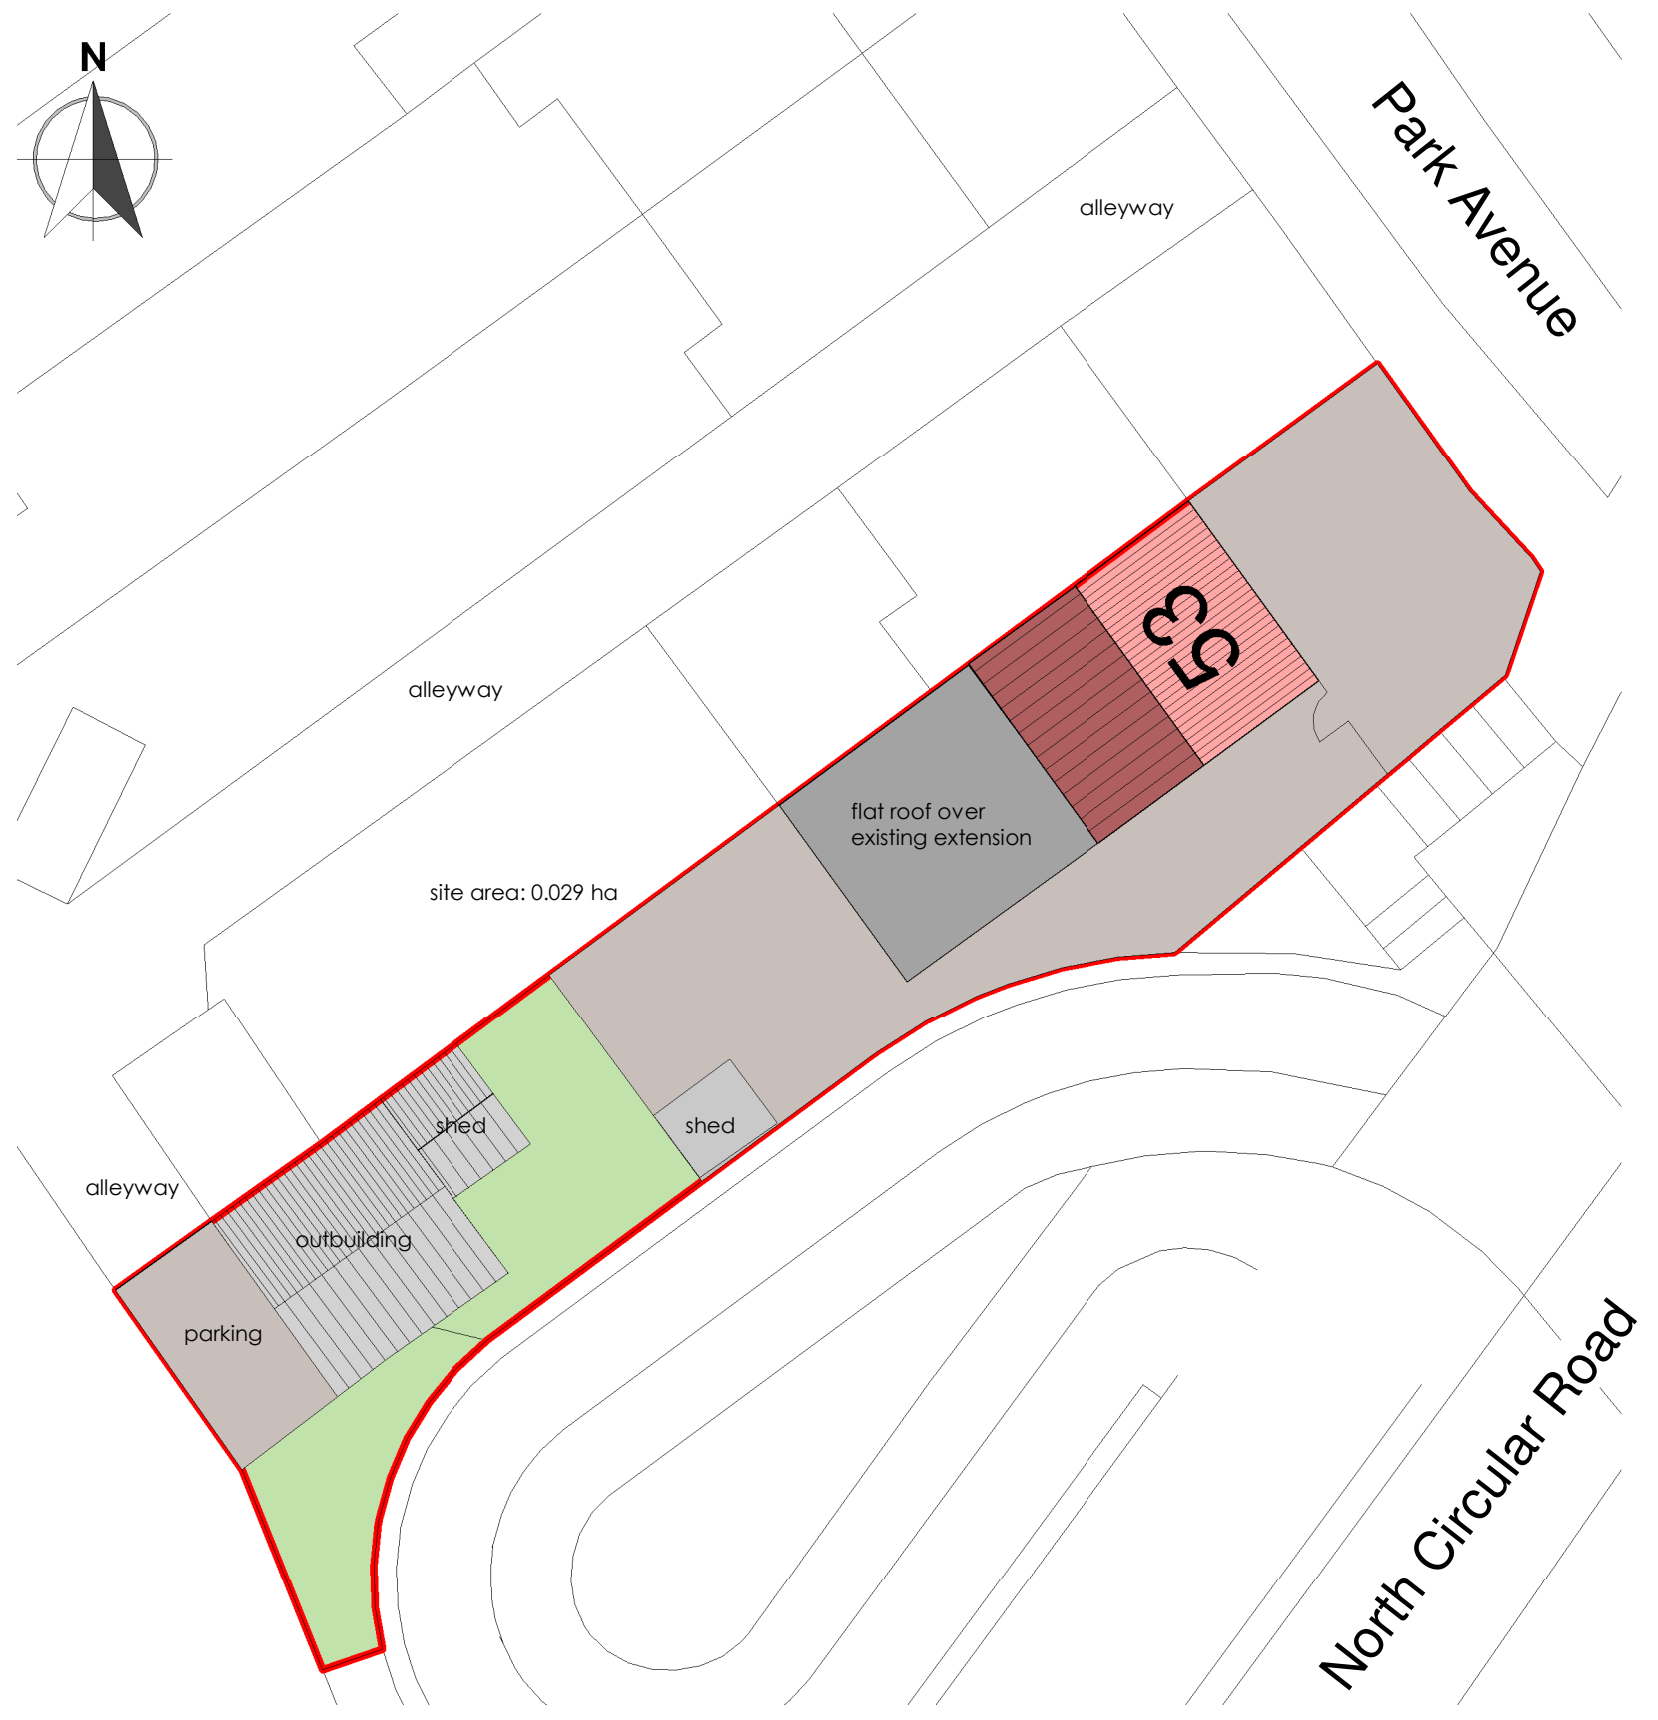 N
Park Avenue
alleyway
53
alleyway
flat roof over
existing extension
site area: 0.029 ha
shed
shed
alleyway
outbuilding
parking
North Circular Road